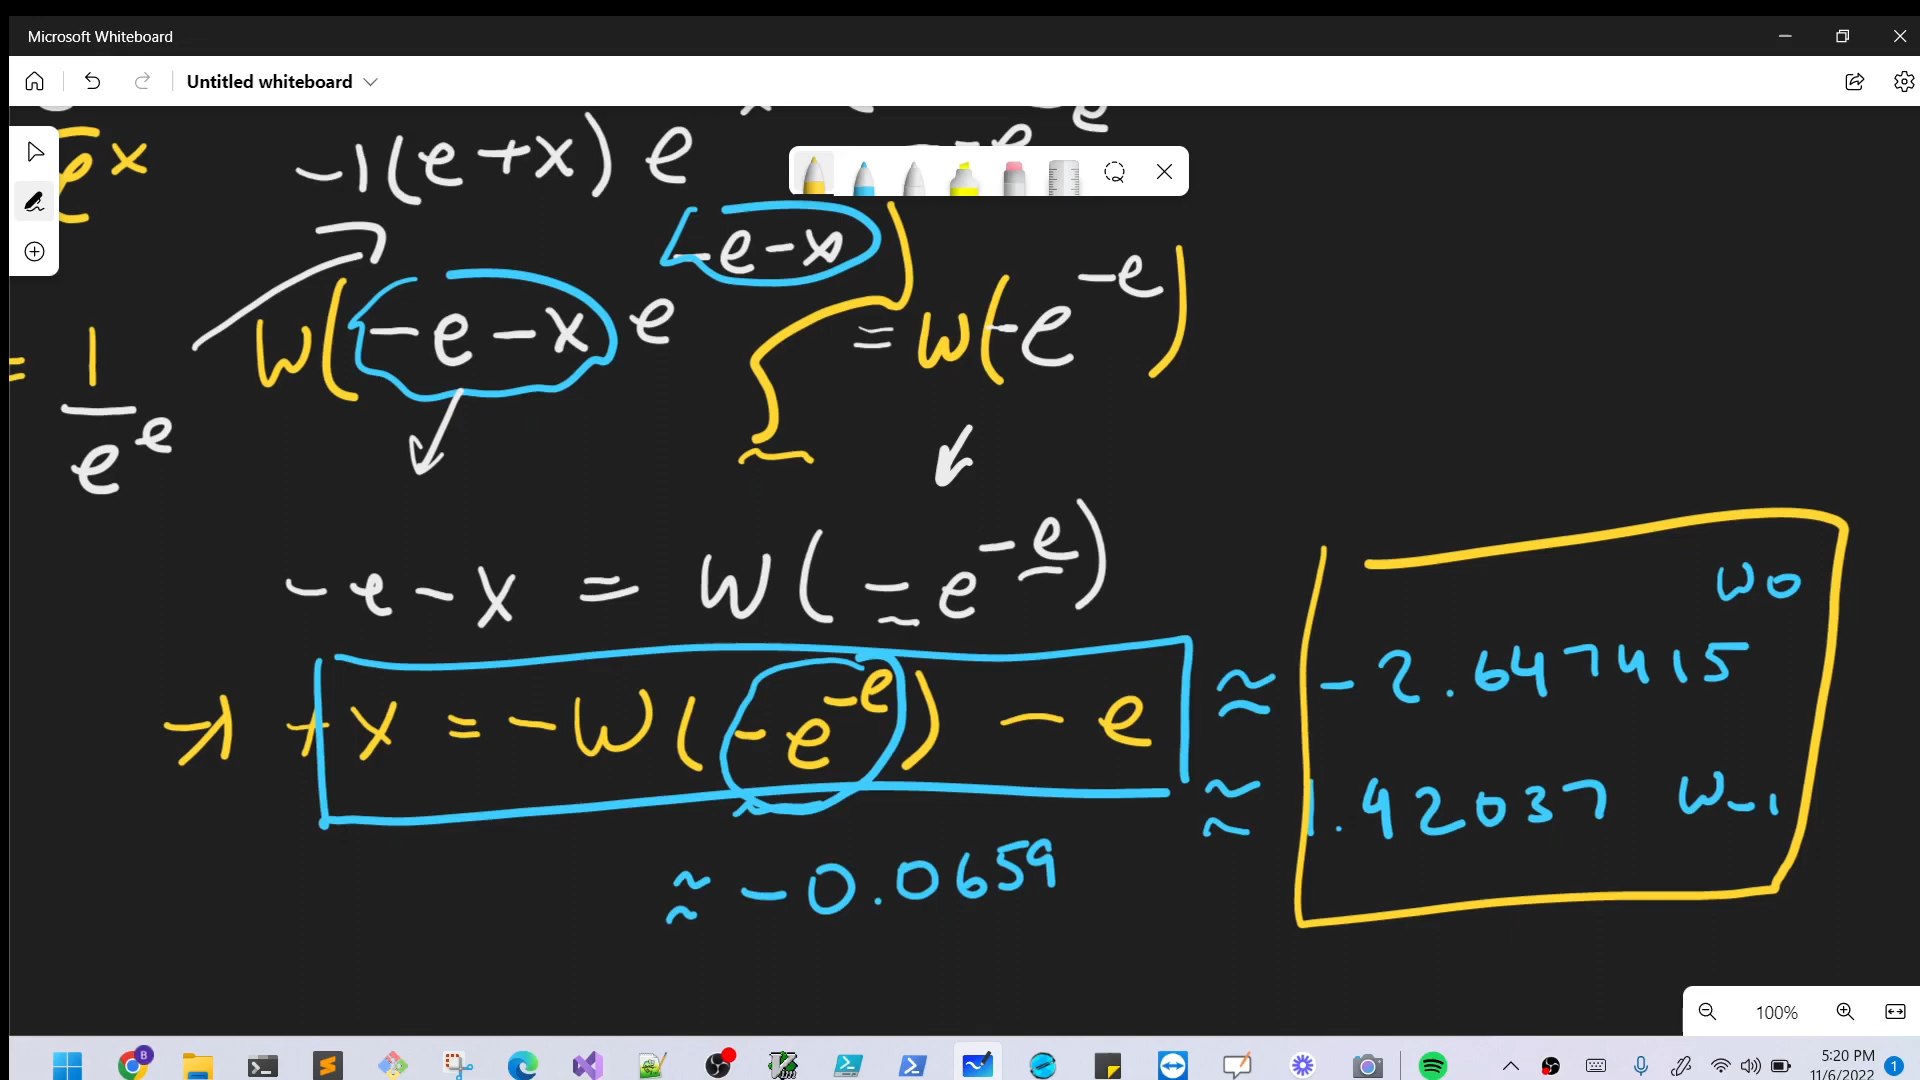 Microsoft Whiteboard
Untitled whiteboard
e^x
-1(e+x) e
-e-x
W(-e-x e = W(-e^-e)
= 1/e^e
-e-x = W(-e^-e)
W0
→ +x = -W(-e^-e) - e ≈ -2.647415
≈ 1.42037 W-1
≈ -0.0659
100%
5:20 PM
11/6/2022
1
B